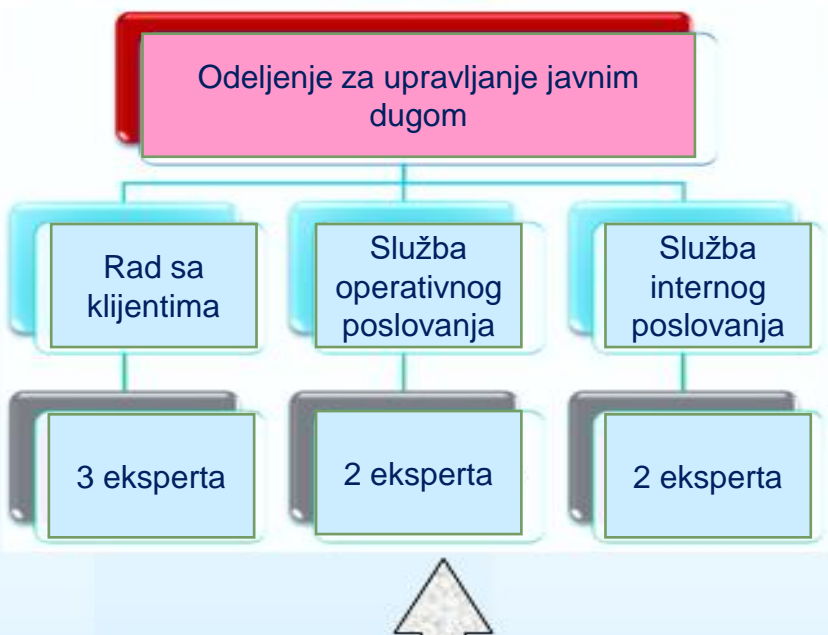 Odeljenje za upravljanje javnim
dugom
Rad sa
klijentima
Služba
operativnog
poslovanja
Služba
internog
poslovanja
3 eksperta
2 eksperta
2 eksperta